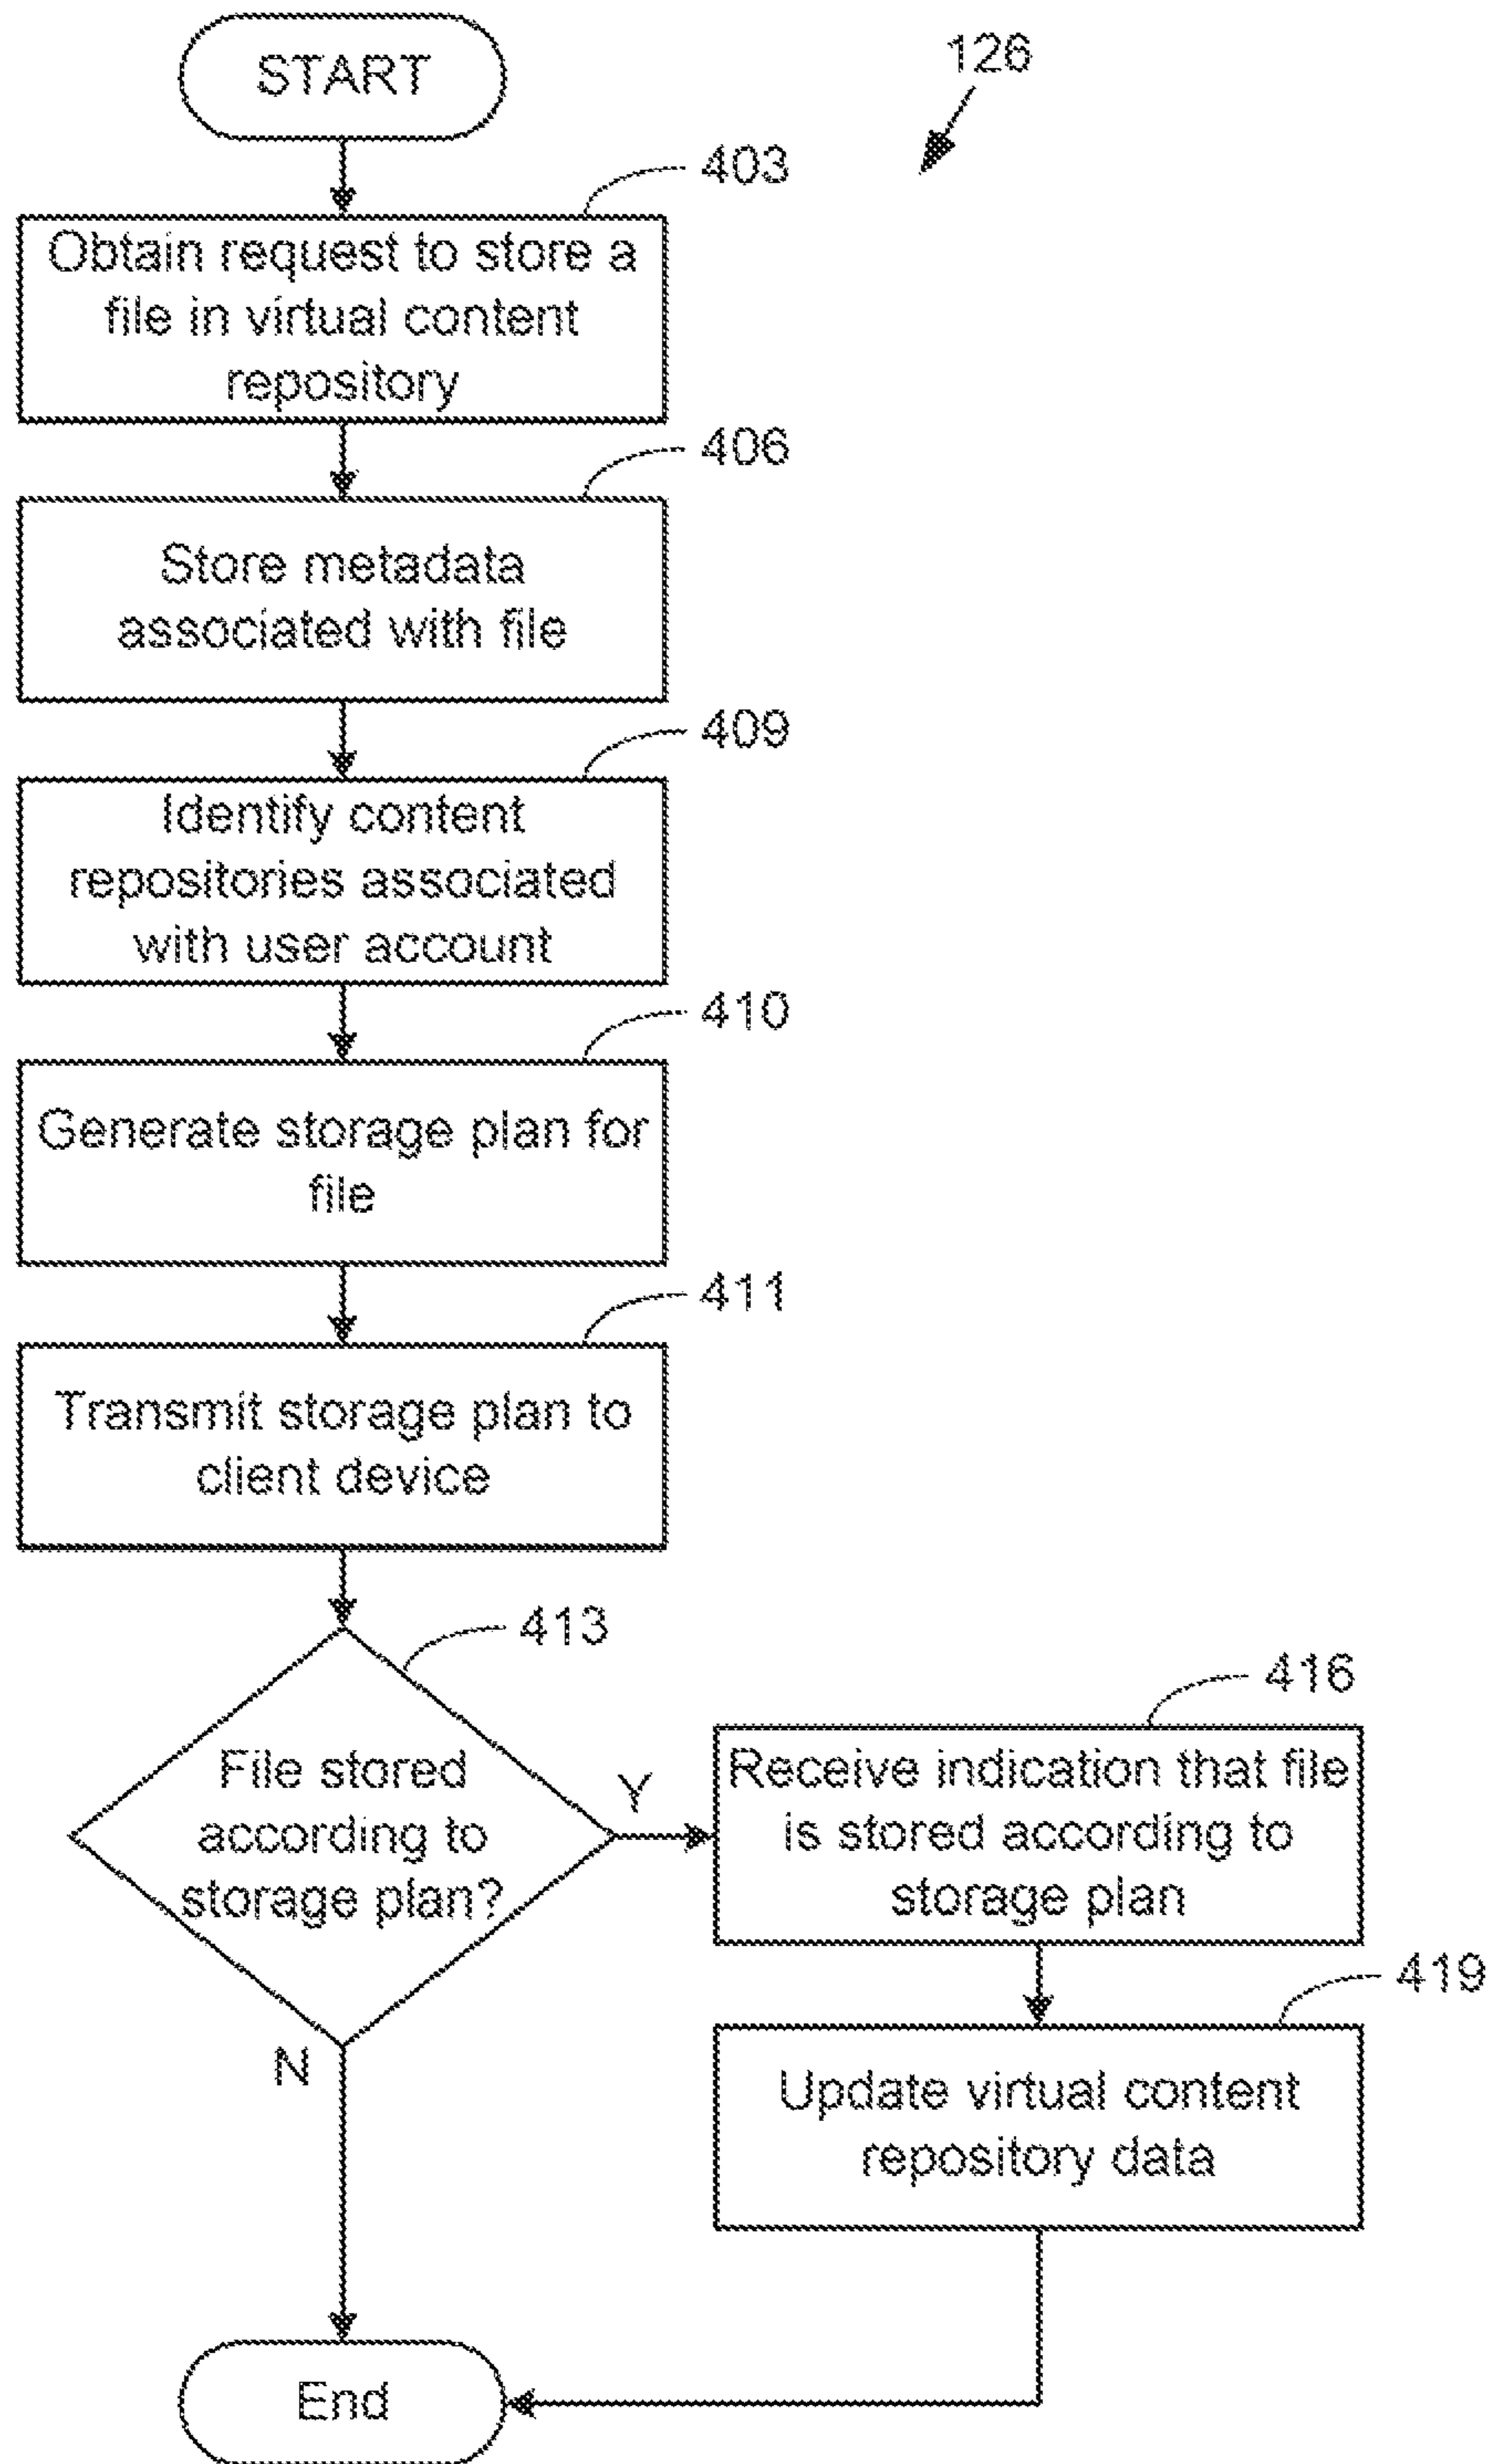 START
126
403
Obtain request to store a
file in virtual content
repository
406
Store metadata
associated with file
409
Identify content
repositories associated
with user account
410
Generate storage plan for
file
411
Transmit storage plan to
client device
413
File stored
according to
storage plan?
Y
N
416
Receive indication that file
is stored according to
storage plan
419
Update virtual content
repository data
End